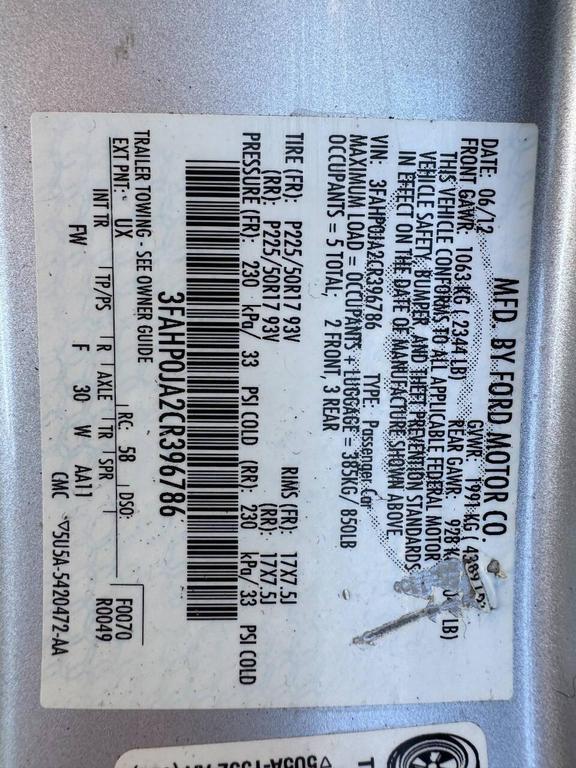 MFD. BY FORD MOTOR CO.
DATE: 06/12 GVWR: 1991 KG
FRONT GAWR: 1063 KG (2344 LB) REAR GAWR: 928 K LB)
THIS VEHICLE CONFORMS TO ALL APPLICABLE FEDERAL MOTOR
VEHICLE SAFETY, BUMPER, AND THEFT PREVENTION STANDARDS
IN EFFECT ON THE DATE OF MANUFACTURE SHOWN ABOVE.
VIN: 3FAHP0JA2CR396786 TYPE: Passenger Car
MAXIMUM LOAD = OCCUPANTS + LUGGAGE = 385KG/ 850LB
OCCUPANTS = 5 TOTAL: 2 FRONT, 3 REAR
TIRE (FR): P225/50R17 93V RIMS (FR): 17X7.5J
(RR): P225/50R17 93V (RR): 17X7.5J
PRESSURE (FR): 230 kPa/ 33 PSI COLD (RR): 230 kPa/ 33 PSI COLD
3FAHP0JA2CR396786
TRAILER TOWING - SEE OWNER GUIDE F0070
EXT PNT: UX RC: 58 DSO: R0049
INT TR TP/PS R AXLE TR SPR
FW F 30 W AA11
CMC ▽5U5A-5420472-AA